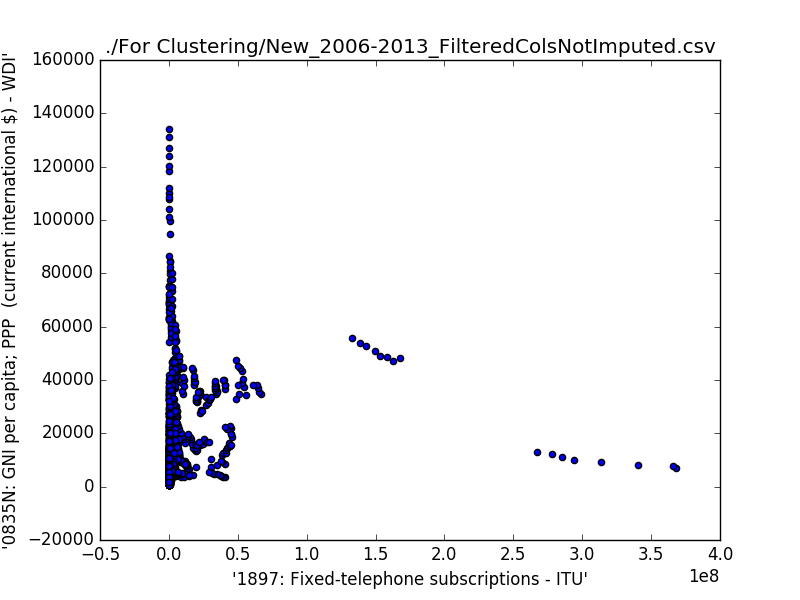 ./For Clustering/New_2006-2013_FilteredColsNotImputed.csv
160000
140000
120000
100000
80000
60000
40000
20000
0
−20000
'0835N: GNI per capita; PPP  (current international $) - WDI'
−0.5 0.0 0.5 1.0 1.5 2.0 2.5 3.0 3.5 4.0
1e8
'1897: Fixed-telephone subscriptions - ITU'